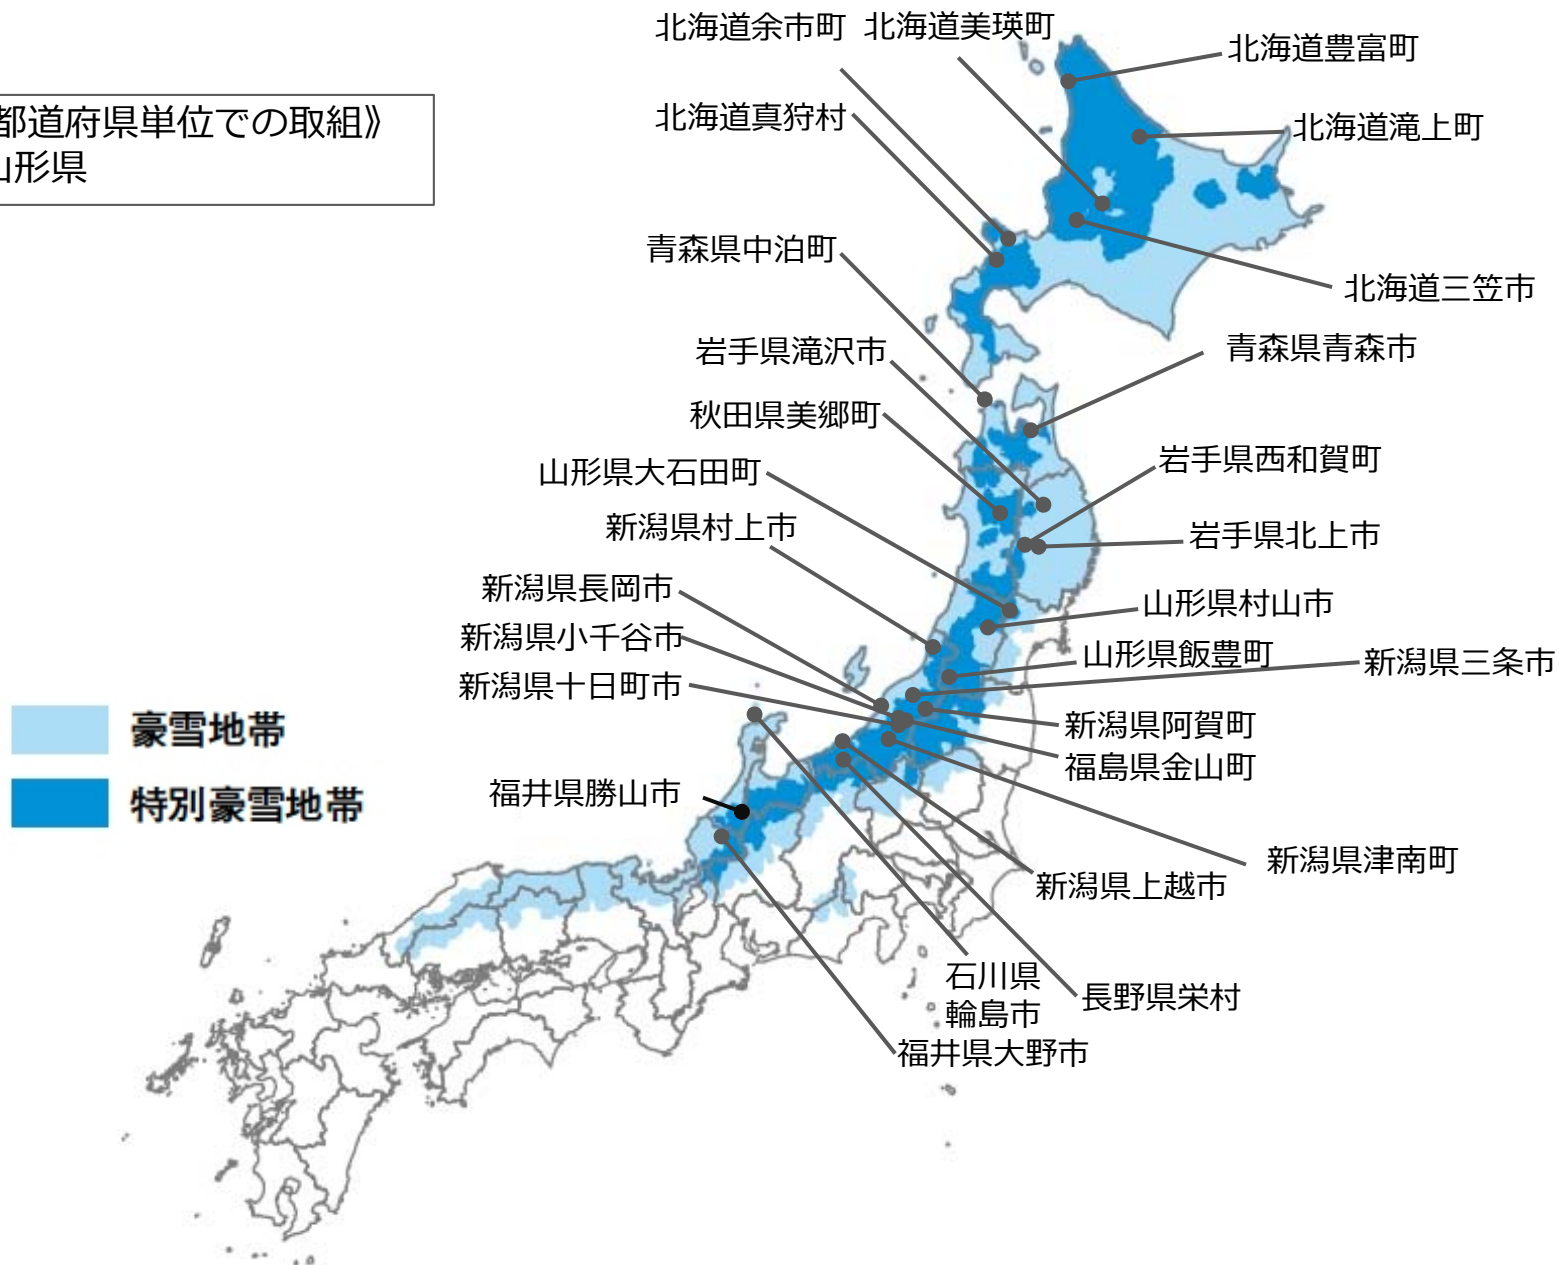 北海道余市町
北海道美瑛町
北海道豊富町
都道府県単位での取組》
山形県
北海道真狩村
北海道滝上町
青森県中泊町
北海道三笠市
岩手県滝沢市
青森県青森市
秋田県美郷町
岩手県西和賀町
山形県大石田町
新潟県村上市
岩手県北上市
新潟県長岡市
山形県村山市
新潟県小千谷市
山形県飯豊町
新潟県三条市
新潟県十日町市
新潟県阿賀町
豪雪地帯
福島県金山町
福井県勝山市
特別豪雪地帯
新潟県津南町
新潟県上越市
石川県
輪島市
長野県栄村
福井県大野市